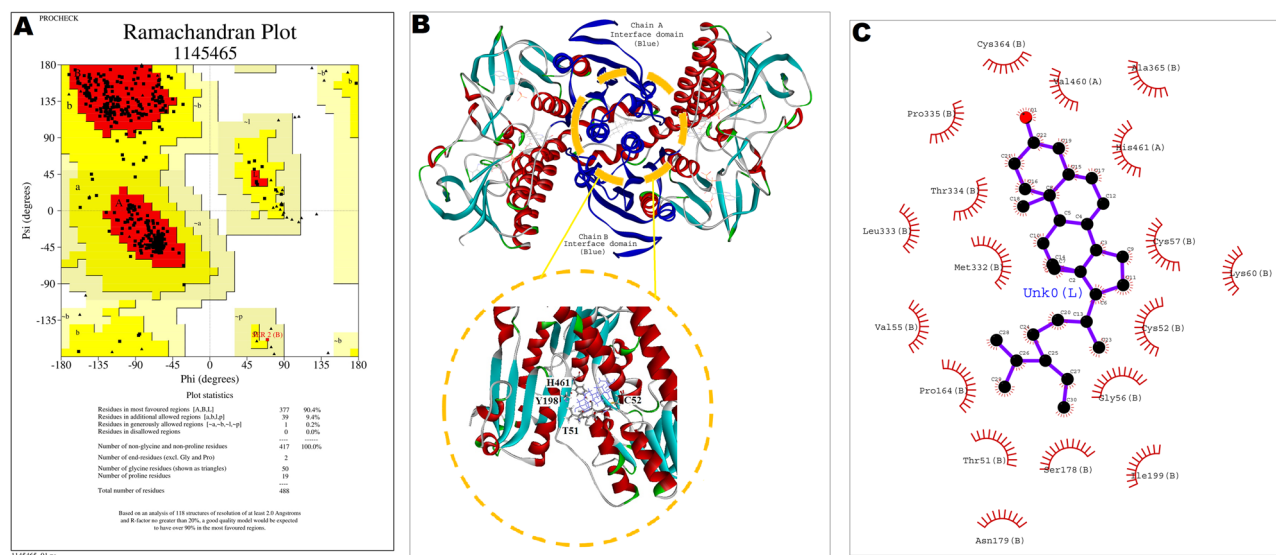 A
PROCHECK
Ramachandran Plot
1145465
B
b
~b
~b
b
~l
l
a
A
~a
~p
~b
b
~b
180
135
90
45
0
-45
-90
-135
Psi (degrees)
-180 -135 -90 -45 0 45 90 135 180
Phi (degrees)
Plot statistics
Residues in most favoured regions [A,B,L] 377 90.4%
Residues in additional allowed regions [a,b,l,p] 39 9.4%
Residues in generously allowed regions [~a,~b,~l,~p] 1 0.2%
Residues in disallowed regions 0 0.0%
---- ------
Number of non-glycine and non-proline residues 417 100.0%
Number of end-residues (excl. Gly and Pro) 2
Number of glycine residues (shown as triangles) 50
Number of proline residues 19
----
Total number of residues 488
Based on an analysis of 118 structures of resolution of at least 2.0 Angstroms
and R-factor no greater than 20%, a good quality model would be expected
to have over 90% in the most favoured regions.
B
Chain A
Interface domain
(Blue)
Chain B
Interface domain
(Blue)
H461
Y198
C52
T51
C
Cys364(B)
Val460(A)
Ala365(B)
Pro335(B)
His461(A)
Thr334(B)
Leu333(B)
Met332(B)
Cys57(B)
Lys60(B)
Unk0(L)
Val55(B)
Cys52(B)
Pro164(B)
Gly56(B)
Thr51(B)
Ser178(B)
Ile199(B)
Asn179(B)